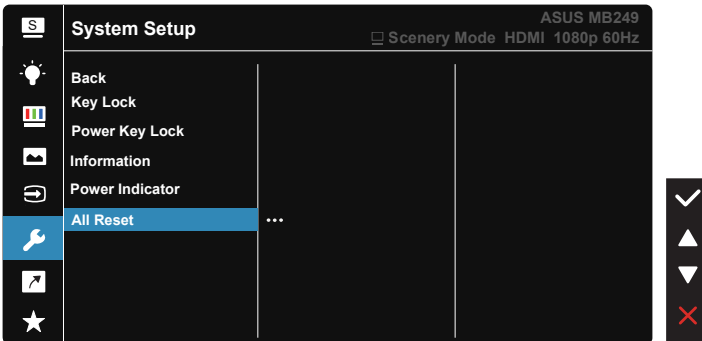 S
System Setup
ASUS MB249
Scenery Mode HDMI 1080p 60Hz
Back
Key Lock
Power Key Lock
Information
Power Indicator
All Reset
...